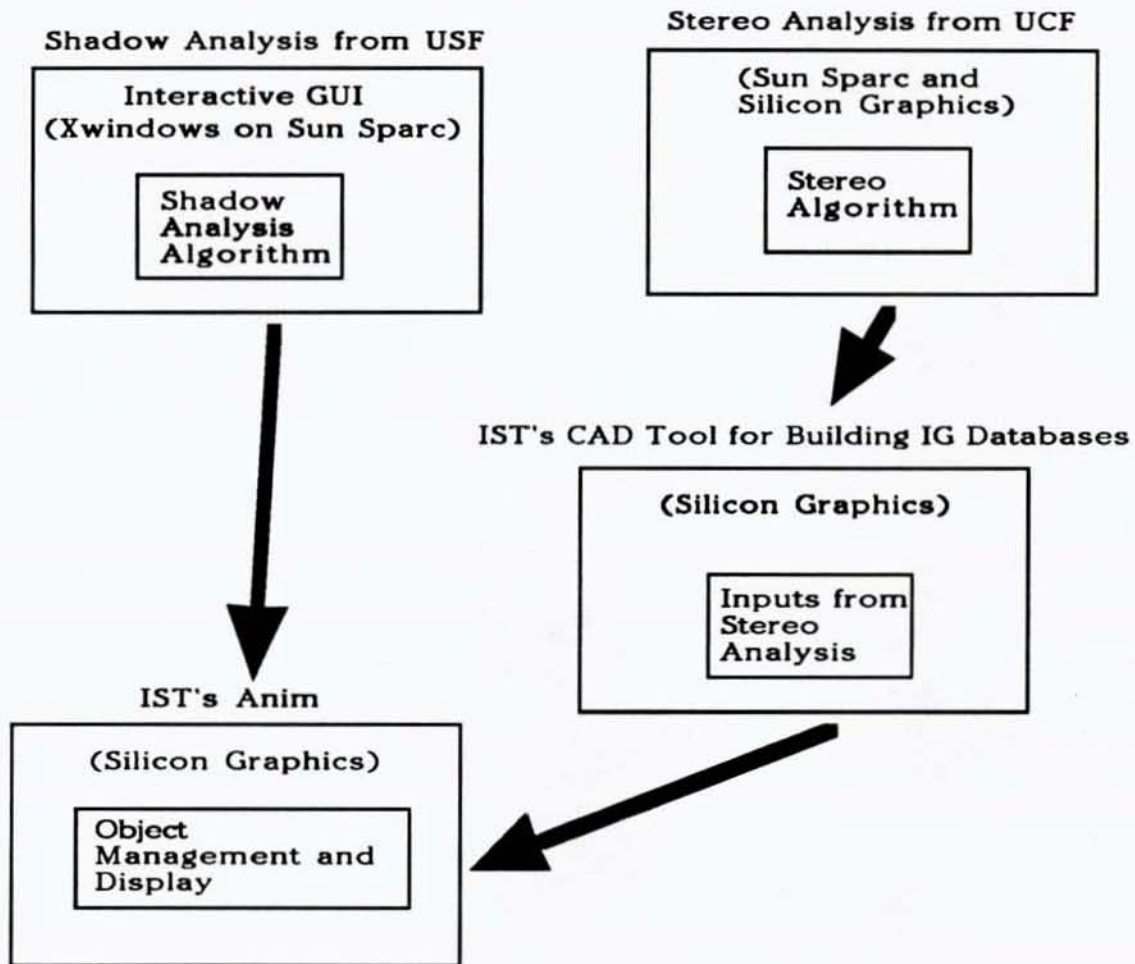 Shadow Analysis from USF
Interactive GUI
(Xwindows on Sun Sparc)
Shadow
Analysis
Algorithm
Stereo Analysis from UCF
(Sun Sparc and
Silicon Graphics)
Stereo
Algorithm
IST's CAD Tool for Building IG Databases
(Silicon Graphics)
Inputs from
Stereo
Analysis
IST's Anim
(Silicon Graphics)
Object
Management and
Display